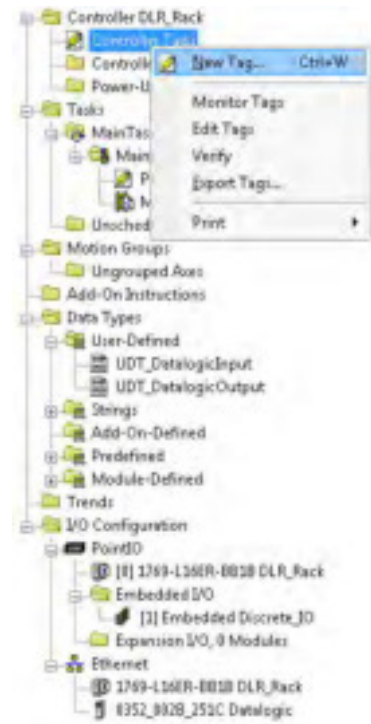 Controller DLR_Rack
Controller Tags
Controlle
New Tag... Ctrl+W
Power-U
Monitor Tags
Tasks
Edit Tags
MainTas
Verify
Main
Export Tags...
P
M
Print
Unsched
Motion Groups
Ungrouped Axes
Add-On Instructions
Data Types
User-Defined
UDT_DatalogicInput
UDT_DatalogicOutput
Strings
Add-On-Defined
Predefined
Module-Defined
Trends
I/O Configuration
PointIO
[0] 1769-L16ER-BB1B DLR_Rack
Embedded I/O
[1] Embedded Discrete_IO
Expansion I/O, 0 Modules
Ethernet
1769-L16ER-BB1B DLR_Rack
0352_002B_251C Datalogic